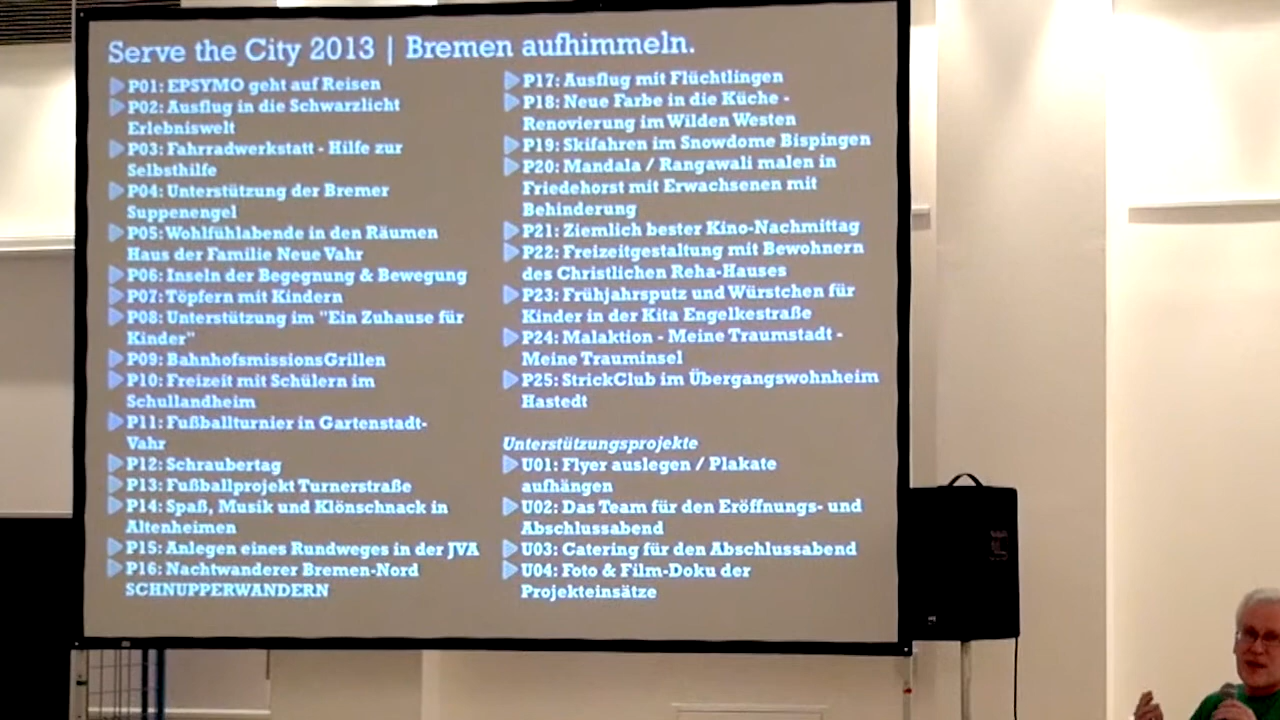 Serve the City 2013 | Bremen aufhimmeln.
P01: EPSYMO geht auf Reisen
P02: Ausflug in die Schwarzlicht
Erlebniswelt
P03: Fahrradwerkstatt - Hilfe zur
Selbsthilfe
P04: Unterstützung der Bremer
Suppenengel
P05: Wohlfühlabende in den Räumen
Haus der Familie Neue Vahr
P06: Inseln der Begegnung & Bewegung
P07: Töpfern mit Kindern
P08: Unterstützung im "Ein Zuhause für
Kinder"
P09: BahnhofsmissionsGrillen
P10: Freizeit mit Schülern im
Schullandheim
P11: Fußballturnier in Gartenstadt-
Vahr
P12: Schraubertag
P13: Fußballprojekt Turnerstraße
P14: Spaß, Musik und Klönschnack in
Altenheimen
P15: Anlegen eines Rundweges in der JVA
P16: Nachtwanderer Bremen-Nord
SCHNUPPERWANDERN
P17: Ausflug mit Flüchtlingen
P18: Neue Farbe in die Küche -
Renovierung im Wilden Westen
P19: Skifahren im Snowdome Bispingen
P20: Mandala / Rangawali malen in
Friedehorst mit Erwachsenen mit
Behinderung
P21: Ziemlich bester Kino-Nachmittag
P22: Freizeitgestaltung mit Bewohnern
des Christlichen Reha-Hauses
P23: Frühjahrsputz und Würstchen für
Kinder in der Kita Engelkestraße
P24: Malaktion - Meine Traumstadt -
Meine Trauminsel
P25: StrickClub im Übergangswohnheim
Hastedt
Unterstützungsprojekte
U01: Flyer auslegen / Plakate
aufhängen
U02: Das Team für den Eröffnungs- und
Abschlussabend
U03: Catering für den Abschlussabend
U04: Foto & Film-Doku der
Projekteinsätze